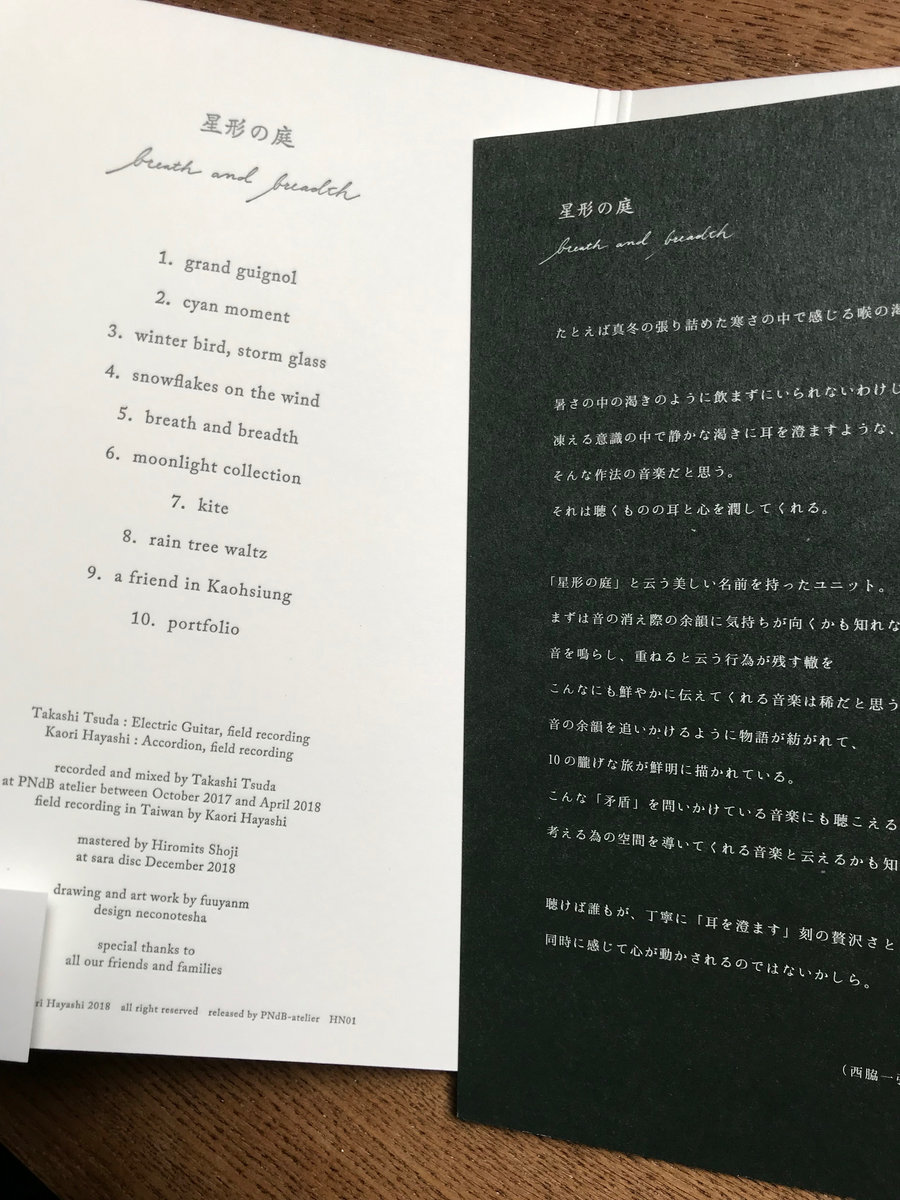 星形の庭
breath and breadth
1. grand guignol
2. cyan moment
3. winter bird, storm glass
4. snowflakes on the wind
5. breath and breadth
6. moonlight collection
7. kite
8. rain tree waltz
9. a friend in Kaohsiung
10. portfolio
Takashi Tsuda : Electric Guitar, field recording
Kaori Hayashi : Accordion, field recording
recorded and mixed by Takashi Tsuda
at PNdB atelier between October 2017 and April 2018
field recording in Taiwan by Kaori Hayashi
mastered by Hiromits Shoji
at sara disc December 2018
drawing and art work by fuuyanm
design neconotesha
special thanks to
all our friends and families
Hayashi 2018 all right reserved released by PNdB-atelier HN01
星形の庭
breath and breadth
たとえば真冬の張り詰めた寒さの中で感じる喉の渇
暑さの中の渇きのように飲まずにいられないわけじ
凍える意識の中で静かな渇きに耳を澄ますような、
そんな作法の音楽だと思う。
それは聴くものの耳と心を潤してくれる。
「星形の庭」と云う美しい名前を持ったユニット。
まずは音の消え際の余韻に気持ちが向くかも知れな
音を鳴らし、重ねると云う行為が残す轍を
こんなにも鮮やかに伝えてくれる音楽は稀だと思う
音の余韻を追いかけるように物語が紡がれて、
10の朧げな旅が鮮明に描かれている。
こんな「矛盾」を問いかけている音楽にも聴こえる
考える為の空間を導いてくれる音楽と云えるかも知
聴けば誰もが、丁寧に「耳を澄ます」刻の贅沢さと
同時に感じて心が動かされるのではないかしら。
（西脇一